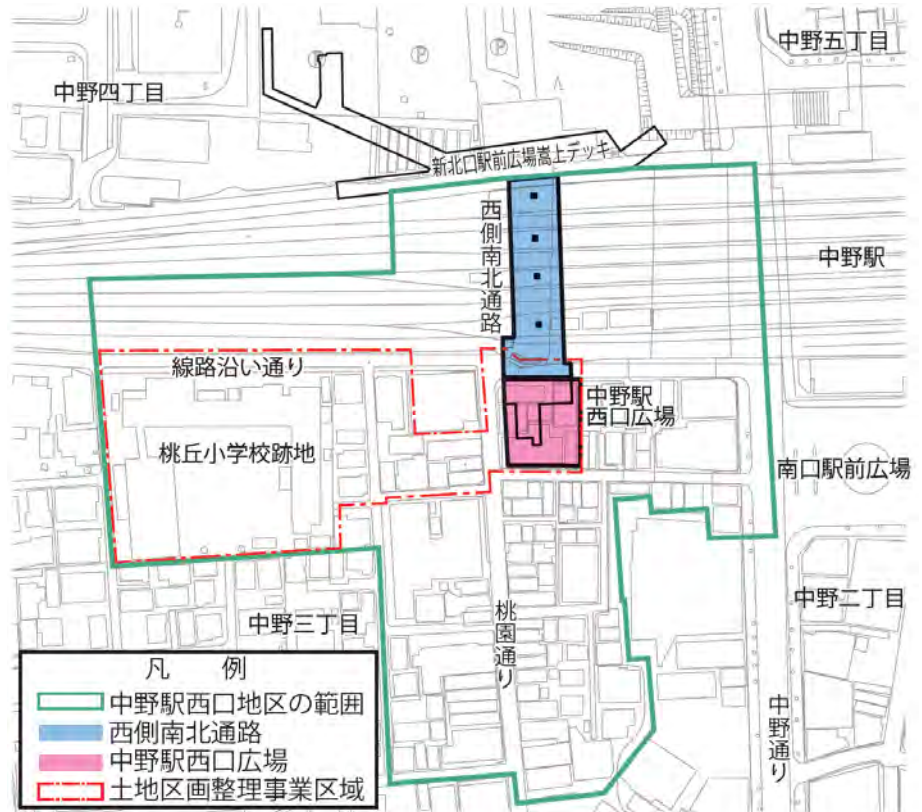 中野五丁目
中野四丁目
Ⓟ
Ⓟ
新北口駅前広場嵩上デッキ
西側南北通路
中野駅
線路沿い通り
中野駅
西口広場
桃丘小学校跡地
南口駅前広場
中野三丁目
桃園通り
中野二丁目
中野通り
凡　例
中野駅西口地区の範囲
西側南北通路
中野駅西口広場
土地区画整理事業区域